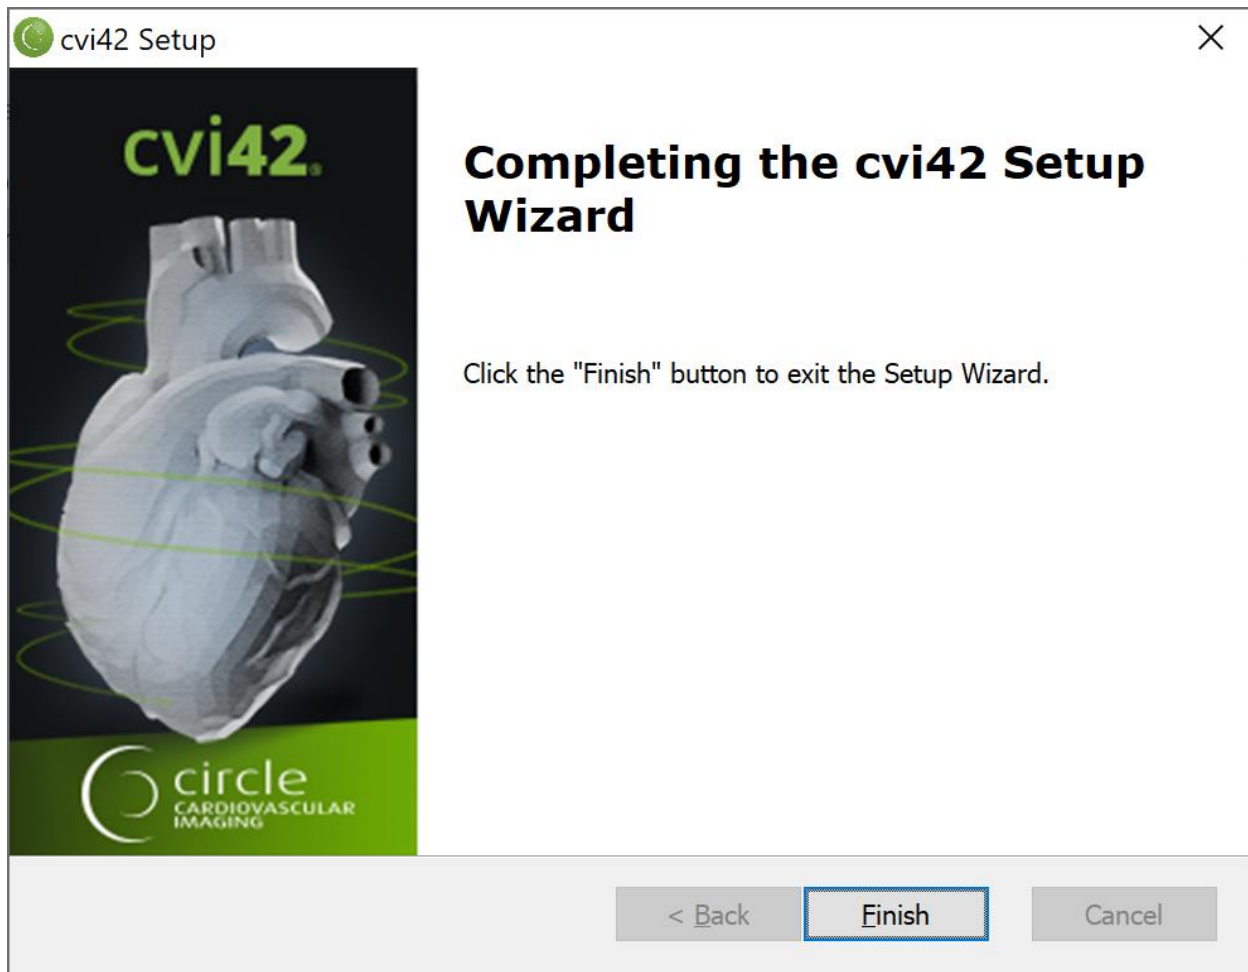 cvi42 Setup
cvi42®
Completing the cvi42 Setup
Wizard
Click the "Finish" button to exit the Setup Wizard.
circle
CARDIOVASCULAR
IMAGING
< Back
Finish
Cancel